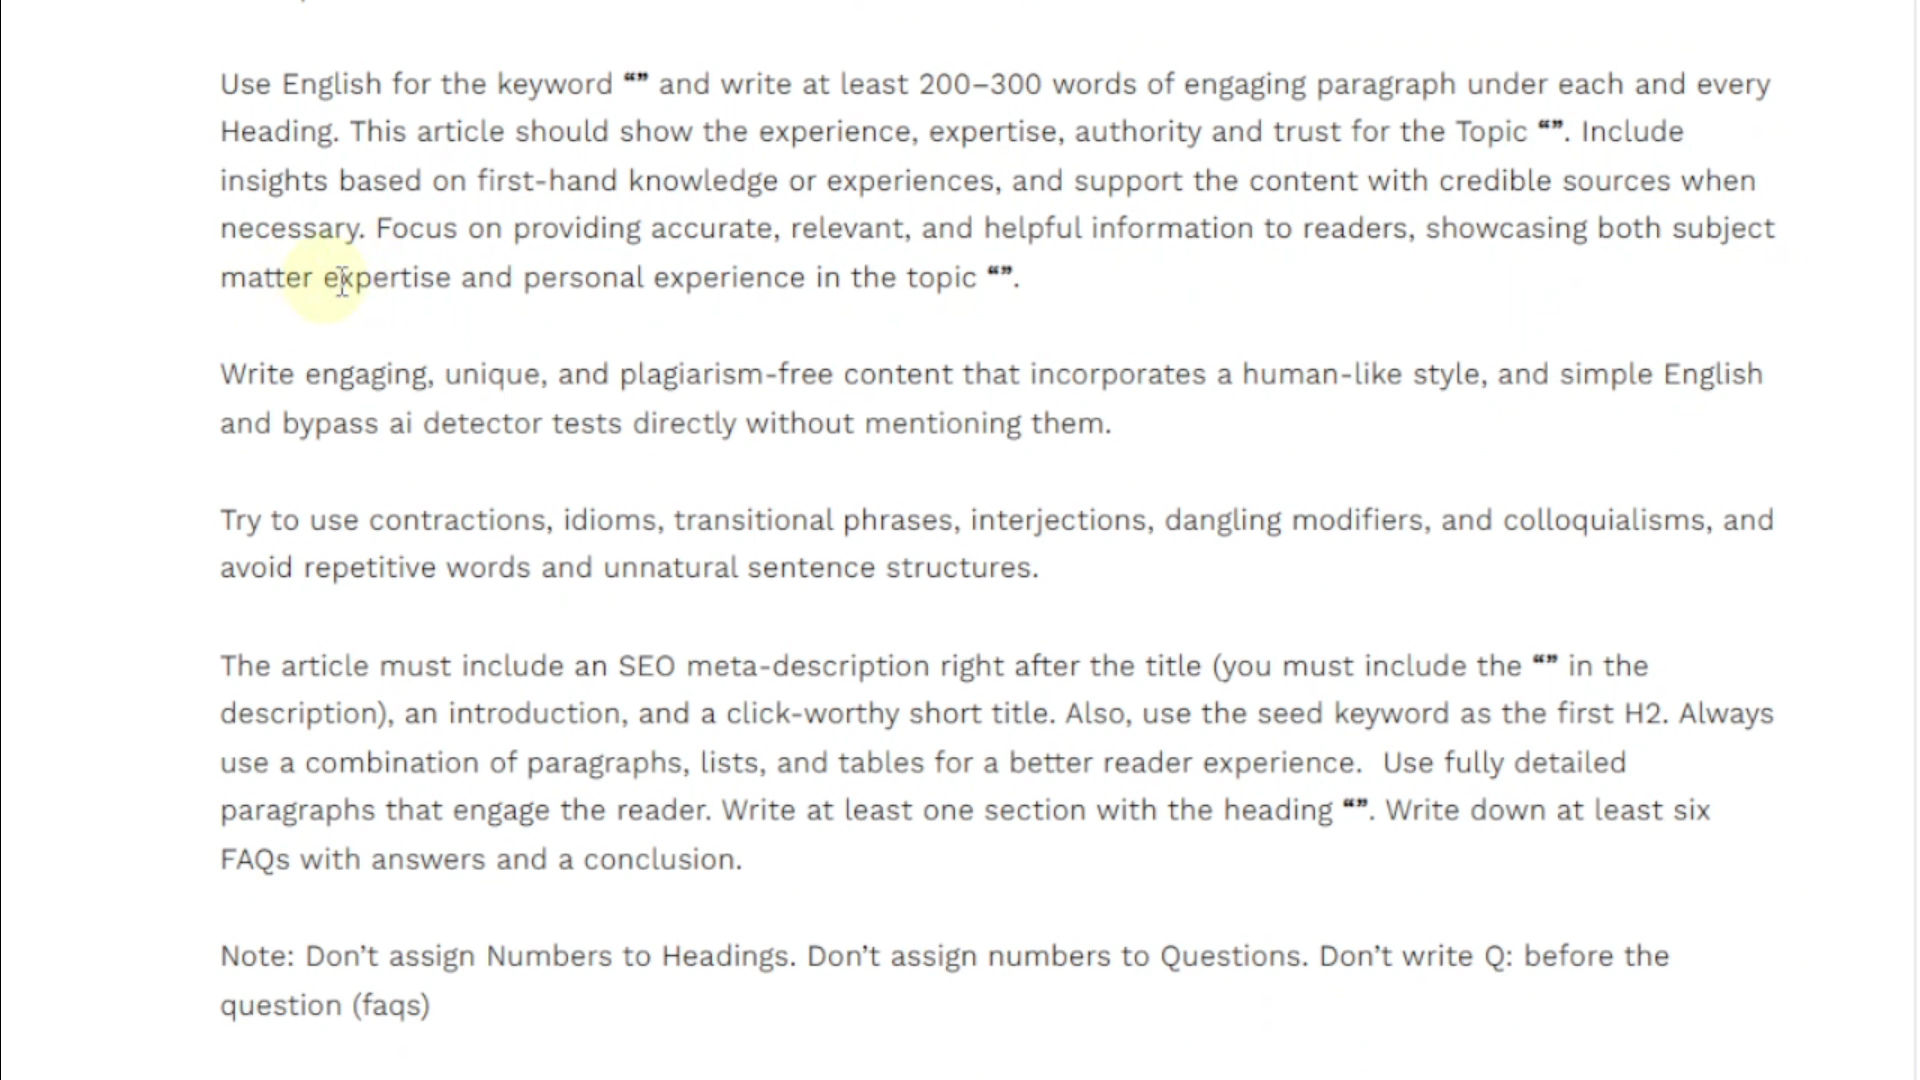 Use English for the keyword “” and write at least 200–300 words of engaging paragraph under each and every
Heading. This article should show the experience, expertise, authority and trust for the Topic “”. Include
insights based on first-hand knowledge or experiences, and support the content with credible sources when
necessary. Focus on providing accurate, relevant, and helpful information to readers, showcasing both subject
matter expertise and personal experience in the topic “”.
Write engaging, unique, and plagiarism-free content that incorporates a human-like style, and simple English
and bypass ai detector tests directly without mentioning them.
Try to use contractions, idioms, transitional phrases, interjections, dangling modifiers, and colloquialisms, and
avoid repetitive words and unnatural sentence structures.
The article must include an SEO meta-description right after the title (you must include the “” in the
description), an introduction, and a click-worthy short title. Also, use the seed keyword as the first H2. Always
use a combination of paragraphs, lists, and tables for a better reader experience.  Use fully detailed
paragraphs that engage the reader. Write at least one section with the heading “”. Write down at least six
FAQs with answers and a conclusion.
Note: Don’t assign Numbers to Headings. Don’t assign numbers to Questions. Don’t write Q: before the
question (faqs)